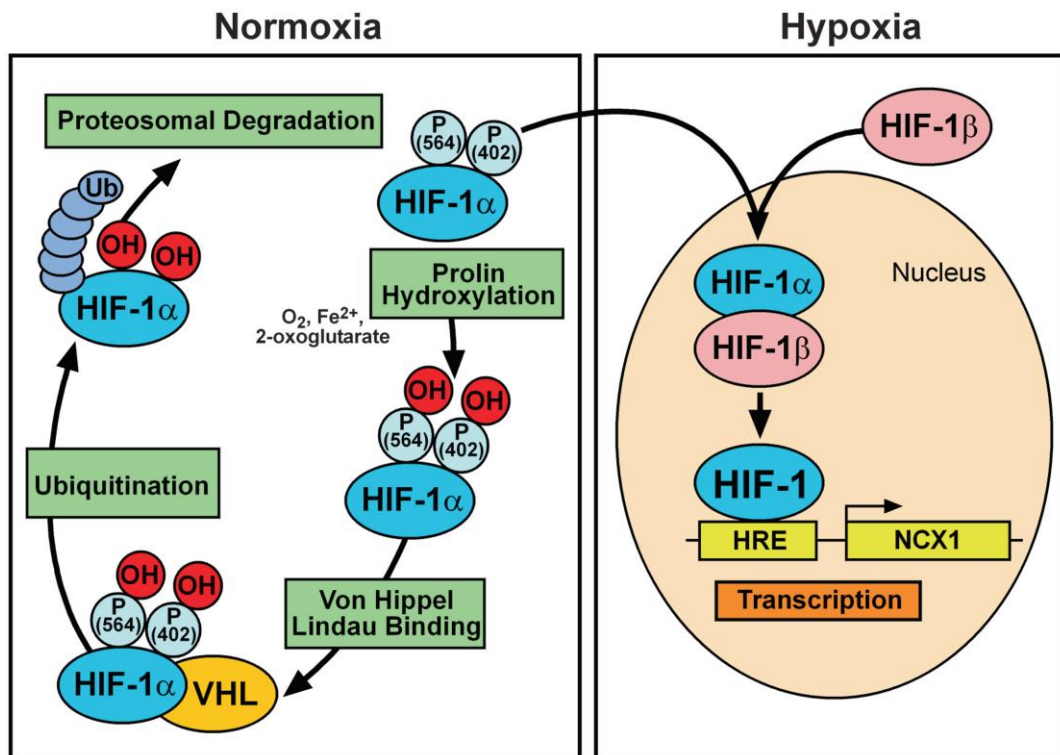 Normoxia
Proteosomal Degradation
P
(564)
P
(402)
HIF-1α
Ub
OH
OH
HIF-1α
Prolin
Hydroxylation
O₂, Fe²⁺,
2-oxoglutarate
OH
OH
P
(564)
P
(402)
HIF-1α
Ubiquitination
Von Hippel
Lindau Binding
OH
OH
P
(564)
P
(402)
HIF-1α
VHL
Hypoxia
HIF-1β
Nucleus
HIF-1α
HIF-1β
HIF-1
HRE
NCX1
Transcription